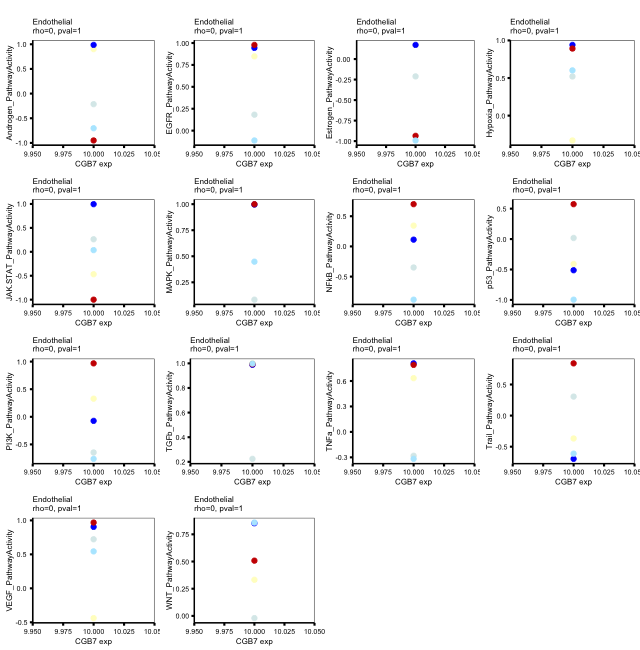 Endothelial
rho=0, pval=1
Androgen_PathwayActivity
1.0
0.5
0.0
-0.5
-1.0
9.950 9.975 10.000 10.025 10.05
CGB7 exp
Endothelial
rho=0, pval=1
EGFR_PathwayActivity
1.00
0.75
0.50
0.25
0.00
9.950 9.975 10.000 10.025 10.05
CGB7 exp
Endothelial
rho=0, pval=1
Estrogen_PathwayActivity
0.00
-0.25
-0.50
-0.75
-1.00
9.950 9.975 10.000 10.025 10.05
CGB7 exp
Endothelial
rho=0, pval=1
Hypoxia_PathwayActivity
1.0
0.5
0.0
9.950 9.975 10.000 10.025 10.05
CGB7 exp
Endothelial
rho=0, pval=1
JAK.STAT_PathwayActivity
1.0
0.5
0.0
-0.5
-1.0
9.950 9.975 10.000 10.025 10.05
CGB7 exp
Endothelial
rho=0, pval=1
MAPK_PathwayActivity
1.00
0.75
0.50
0.25
9.950 9.975 10.000 10.025 10.05
CGB7 exp
Endothelial
rho=0, pval=1
NFkB_PathwayActivity
0.5
0.0
-0.5
9.950 9.975 10.000 10.025 10.05
CGB7 exp
Endothelial
rho=0, pval=1
p53_PathwayActivity
0.5
0.0
-0.5
-1.0
9.950 9.975 10.000 10.025 10.05
CGB7 exp
Endothelial
rho=0, pval=1
PI3K_PathwayActivity
1.0
0.5
0.0
-0.5
9.950 9.975 10.000 10.025 10.05
CGB7 exp
Endothelial
rho=0, pval=1
TGFb_PathwayActivity
1.0
0.8
0.6
0.4
0.2
9.950 9.975 10.000 10.025 10.05
CGB7 exp
Endothelial
rho=0, pval=1
TNFa_PathwayActivity
0.6
0.3
0.0
-0.3
9.950 9.975 10.000 10.025 10.05
CGB7 exp
Endothelial
rho=0, pval=1
Trail_PathwayActivity
0.5
0.0
-0.5
9.950 9.975 10.000 10.025 10.05
CGB7 exp
Endothelial
rho=0, pval=1
VEGF_PathwayActivity
1.0
0.5
0.0
-0.5
9.950 9.975 10.000 10.025 10.05
CGB7 exp
Endothelial
rho=0, pval=1
WNT_PathwayActivity
0.75
0.50
0.25
0.00
9.950 9.975 10.000 10.025 10.050
CGB7 exp